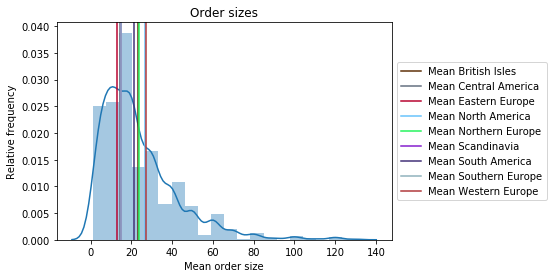 Order sizes
0.040
0.035
0.030
0.025
0.020
0.015
0.010
0.005
0.000
Relative frequency
0 20 40 60 80 100 120 140
Mean order size
Mean British Isles
Mean Central America
Mean Eastern Europe
Mean North America
Mean Northern Europe
Mean Scandinavia
Mean South America
Mean Southern Europe
Mean Western Europe